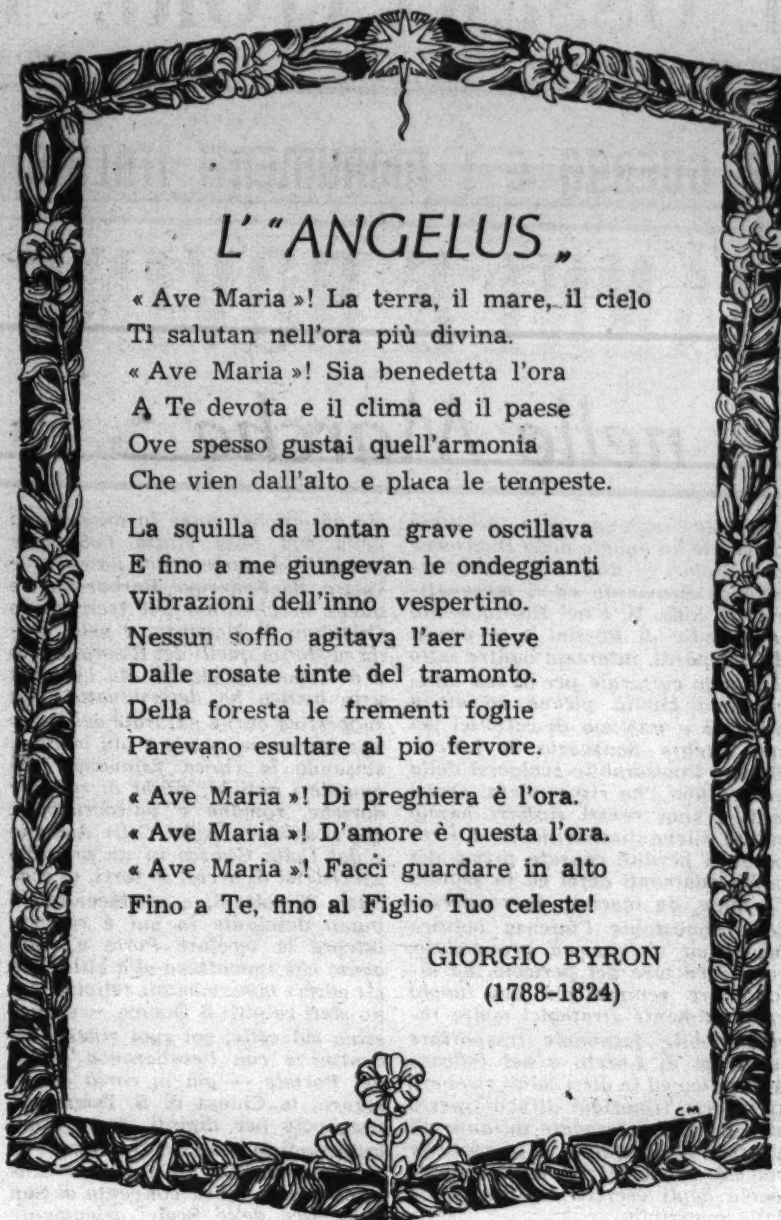 L' “ANGELUS„
« Ave Maria »! La terra, il mare, il cielo
Ti salutan nell'ora più divina.
« Ave Maria »! Sia benedetta l'ora
A Te devota e il clima ed il paese
Ove spesso gustai quell'armonia
Che vien dall'alto e placa le tempeste.
La squilla da lontan grave oscillava
E fino a me giungevan le ondeggianti
Vibrazioni dell'inno vespertino.
Nessun soffio agitava l'aer lieve
Dalle rosate tinte del tramonto.
Della foresta le frementi foglie
Parevano esultare al pio fervore.
« Ave Maria »! Di preghiera è l'ora.
« Ave Maria »! D'amore è questa l'ora.
« Ave Maria »! Facci guardare in alto
Fino a Te, fino al Figlio Tuo celeste!
GIORGIO BYRON
(1788-1824)
CM